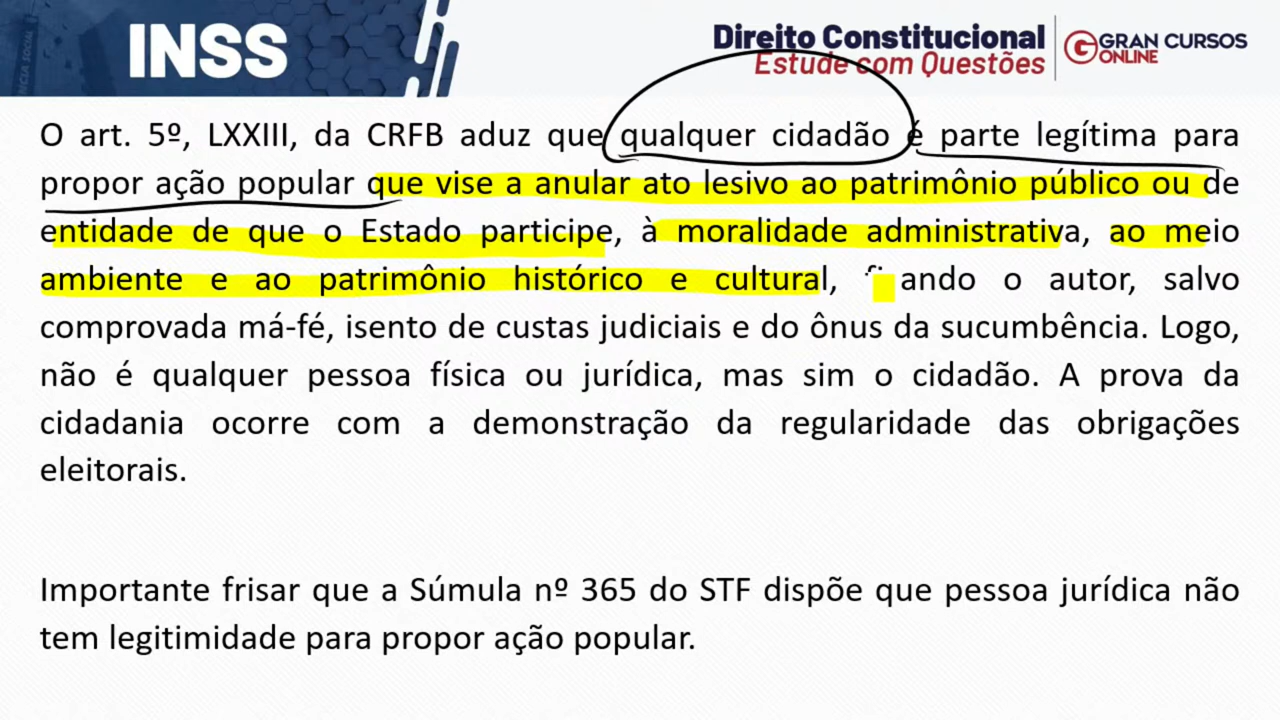 INSS
Direito Constitucional
Estude com Questões
GRAN CURSOS
ONLINE
O art. 5º, LXXIII, da CRFB aduz que qualquer cidadão é parte legítima para
propor ação popular que vise a anular ato lesivo ao patrimônio público ou de
entidade de que o Estado participe, à moralidade administrativa, ao meio
ambiente e ao patrimônio histórico e cultural, ando o autor, salvo
comprovada má-fé, isento de custas judiciais e do ônus da sucumbência. Logo,
não é qualquer pessoa física ou jurídica, mas sim o cidadão. A prova da
cidadania ocorre com a demonstração da regularidade das obrigações
eleitorais.
Importante frisar que a Súmula nº 365 do STF dispõe que pessoa jurídica não
tem legitimidade para propor ação popular.